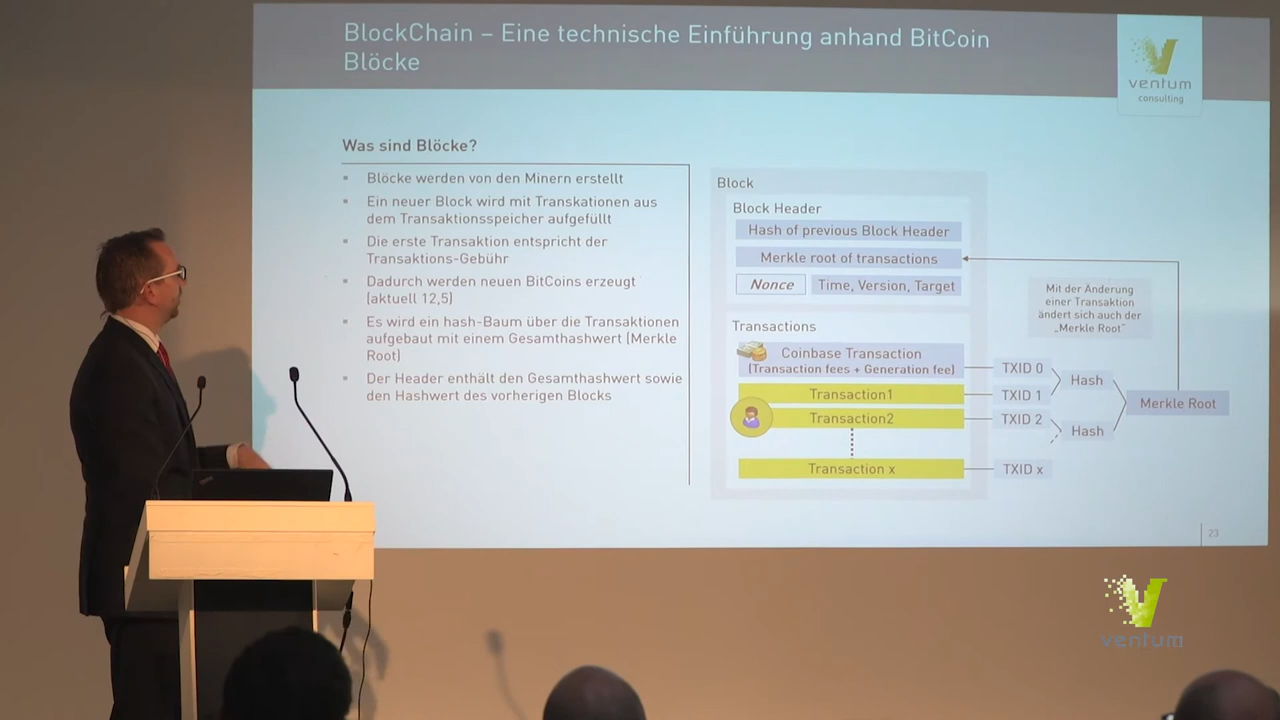 BlockChain – Eine technische Einführung anhand BitCoin
Blöcke
ventum
consulting
Was sind Blöcke?
Blöcke werden von den Minern erstellt
Ein neuer Block wird mit Transkationen aus
dem Transaktionsspeicher aufgefüllt
Die erste Transaktion entspricht der
Transaktions-Gebühr
Dadurch werden neuen BitCoins erzeugt
(aktuell 12,5)
Es wird ein hash-Baum über die Transaktionen
aufgebaut mit einem Gesamthashwert (Merkle
Root)
Der Header enthält den Gesamthashwert sowie
den Hashwert des vorherigen Blocks
Block
Block Header
Hash of previous Block Header
Merkle root of transactions
Nonce
Time, Version, Target
Mit der Änderung
einer Transaktion
ändert sich auch der
„Merkle Root"
Transactions
Coinbase Transaction
(Transaction fees + Generation fee)
Transaction1
Transaction2
Transaction x
TXID 0
TXID 1
TXID 2
TXID x
Hash
Hash
Merkle Root
23
ventum